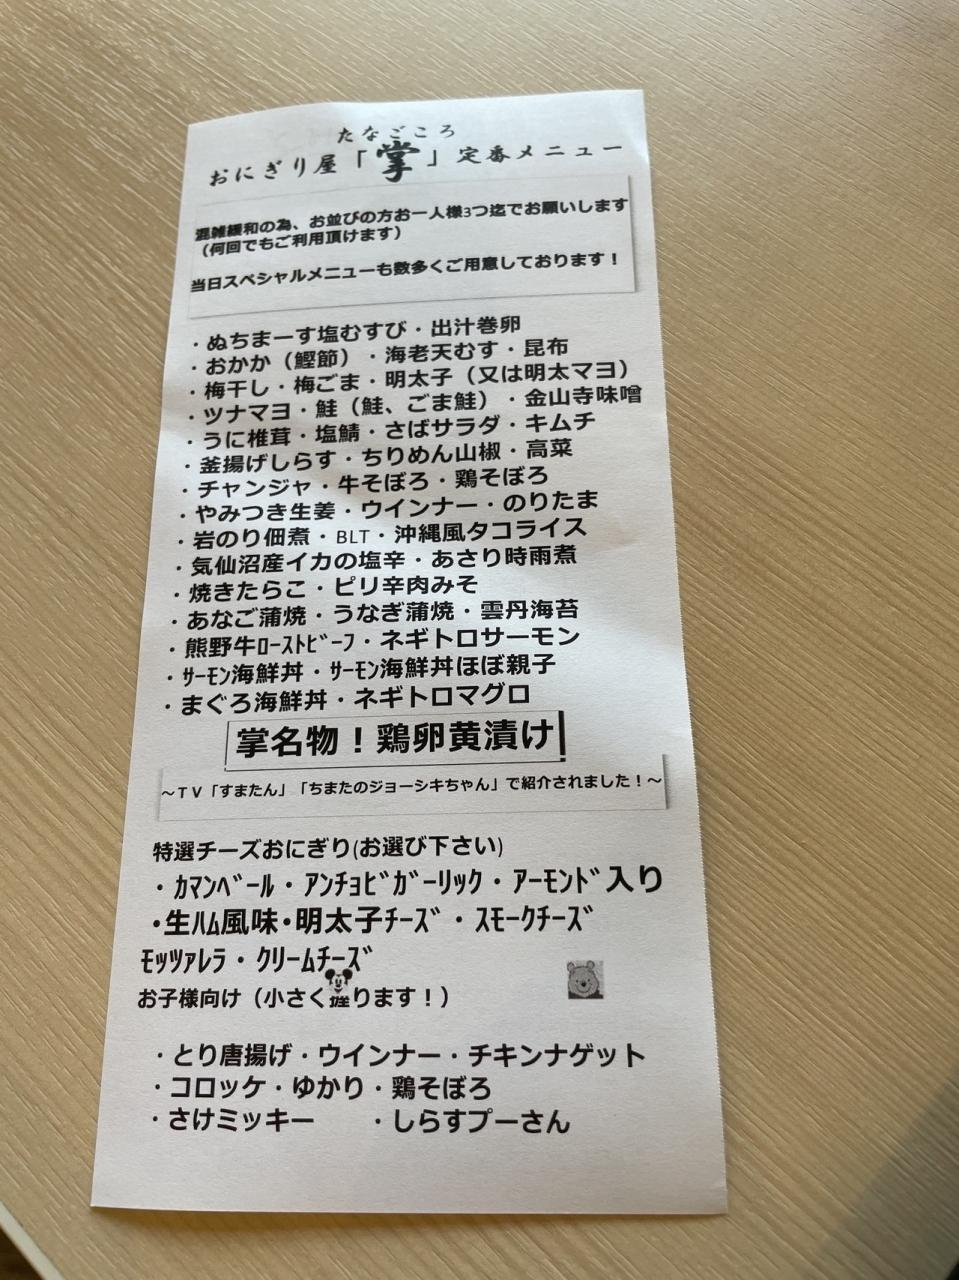 たなごころ
おにぎり屋「掌」定番メニュー
混雑緩和の為、お並びの方お一人様3つ迄でお願いします
（何回でもご利用頂けます）
当日スペシャルメニューも数多くご用意しております！
・ぬちまーす塩むすび・出汁巻卵
・おかか（鰹節）・海老天むす・昆布
・梅干し・梅ごま・明太子（又は明太マヨ）
・ツナマヨ・鮭（鮭、ごま鮭）・金山寺味噌
・うに椎茸・塩鯖・さばサラダ・キムチ
・釜揚げしらす・ちりめん山椒・高菜
・チャンジャ・牛そぼろ・鶏そぼろ
・やみつき生姜・ウインナー・のりたま
・岩のり佃煮・BLT・沖縄風タコライス
・気仙沼産イカの塩辛・あさり時雨煮
・焼きたらこ・ピリ辛肉みそ
・あなご蒲焼・うなぎ蒲焼・雲丹海苔
・熊野牛ﾛｰｽﾄﾋﾞｰﾌ・ネギトロサーモン
・ｻｰﾓﾝ海鮮丼・ｻｰﾓﾝ海鮮丼ほぼ親子
・まぐろ海鮮丼・ネギトロマグロ
掌名物！鶏卵黄漬け
～ＴＶ「すまたん」「ちまたのジョーシキちゃん」で紹介されました！～
特選チーズおにぎり(お選び下さい)
・ｶﾏﾝﾍﾞｰﾙ・ｱﾝﾁｮﾋﾞｶﾞｰﾘｯｸ・ｱｰﾓﾝﾄﾞ入り
・生ﾊﾑ風味・明太子ﾁｰｽﾞ・ｽﾓｰｸﾁｰｽﾞ
ﾓｯﾂｧﾚﾗ・ｸﾘｰﾑﾁｰｽﾞ
お子様向け（小さく握ります！）
・とり唐揚げ・ウインナー・チキンナゲット
・コロッケ・ゆかり・鶏そぼろ
・さけミッキー　　・しらすプーさん